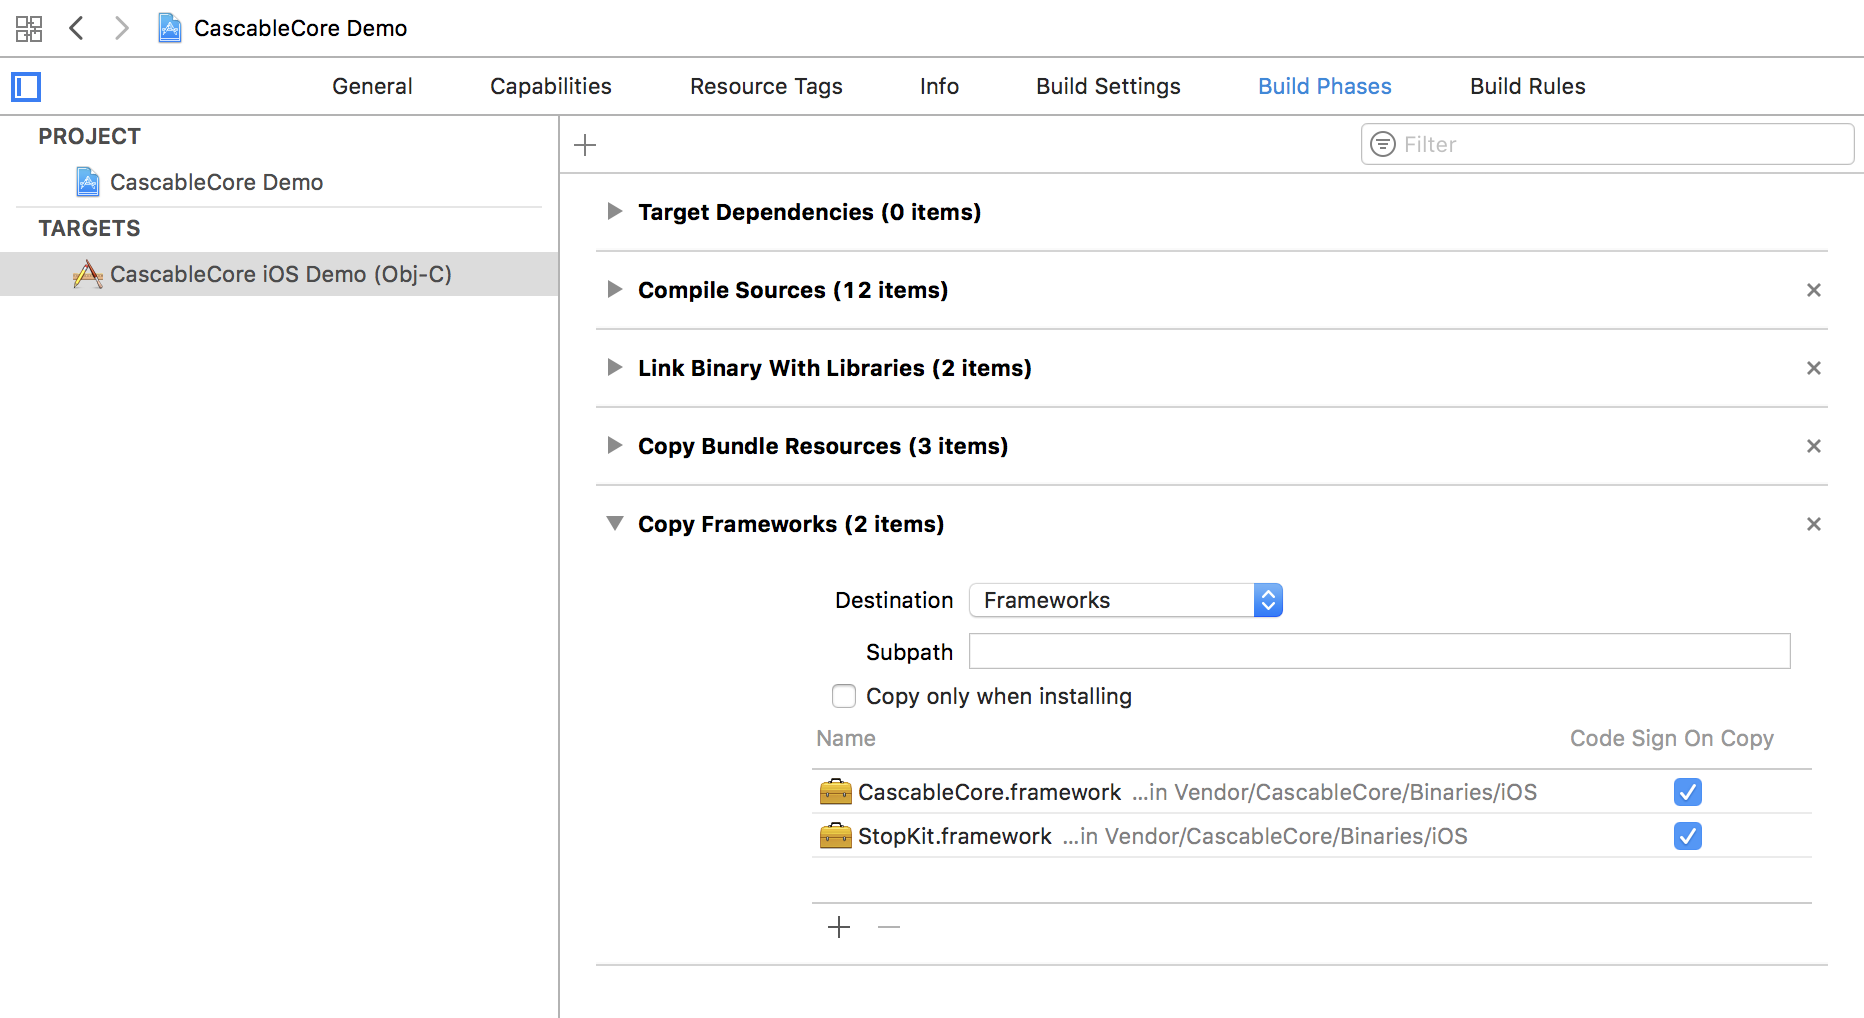 CascableCore Demo
General Capabilities Resource Tags Info Build Settings Build Phases Build Rules
PROJECT
CascableCore Demo
TARGETS
CascableCore iOS Demo (Obj-C)
Filter
Target Dependencies (0 items)
Compile Sources (12 items)
Link Binary With Libraries (2 items)
Copy Bundle Resources (3 items)
Copy Frameworks (2 items)
Destination Frameworks
Subpath
Copy only when installing
Name Code Sign On Copy
CascableCore.framework ...in Vendor/CascableCore/Binaries/iOS
StopKit.framework ...in Vendor/CascableCore/Binaries/iOS